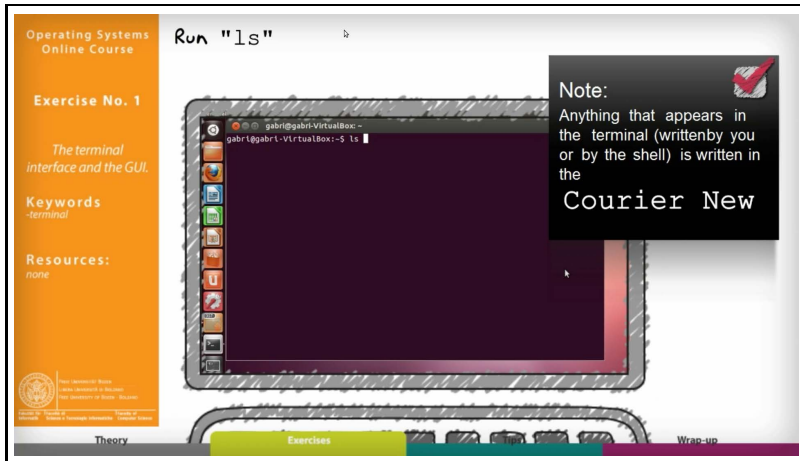 Operating Systems
Online Course
Exercise No. 1
The terminal
interface and the GUI.
Keywords
-terminal
Resources:
none
Run "ls"
gabri@gabri-VirtualBox: ~
gabri@gabri-VirtualBox:~$ ls
Note:
Anything that appears in
the terminal (writtenby you
or by the shell) is written in
the
Courier New
Theory
Exercises
Tips
Wrap-up